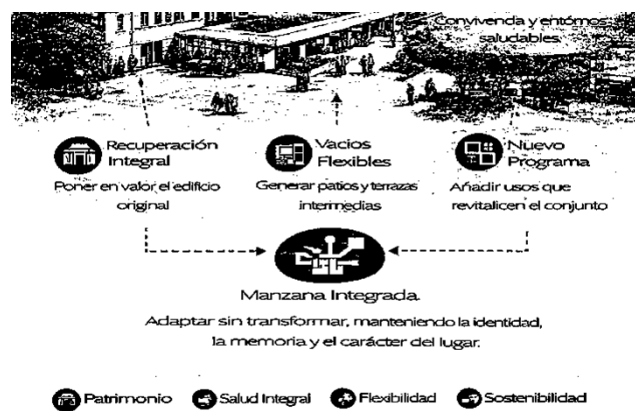 Convivenda y entórnos
saludables
Recuperación
Integral
Poner en valor el edificio
original
Vacios
Flexibles
Generar patios y terrazas
intermedias
Nuevo
Programa
Añadir usos que
revitalicen el conjunto
Manzana Integrada
Adaptar sin transformar, manteniendo la identidad,
la memoria y el carácter del lugar.
Patrimonio
Salud Integral
Flexibilidad
Sostenibilidad